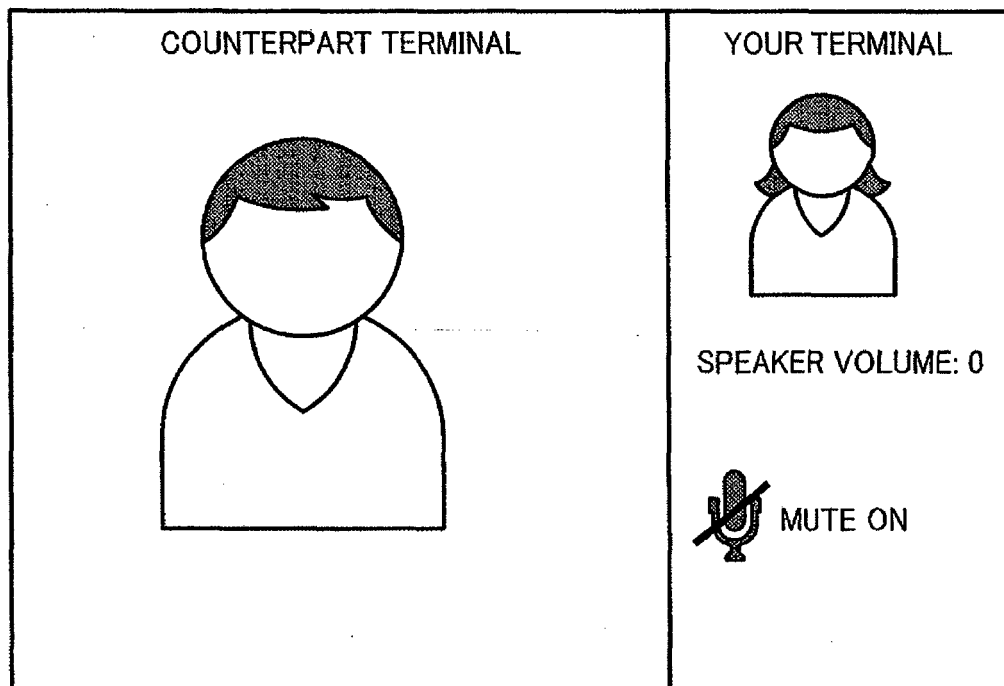 COUNTERPART TERMINAL
YOUR TERMINAL
SPEAKER VOLUME: 0
MUTE ON